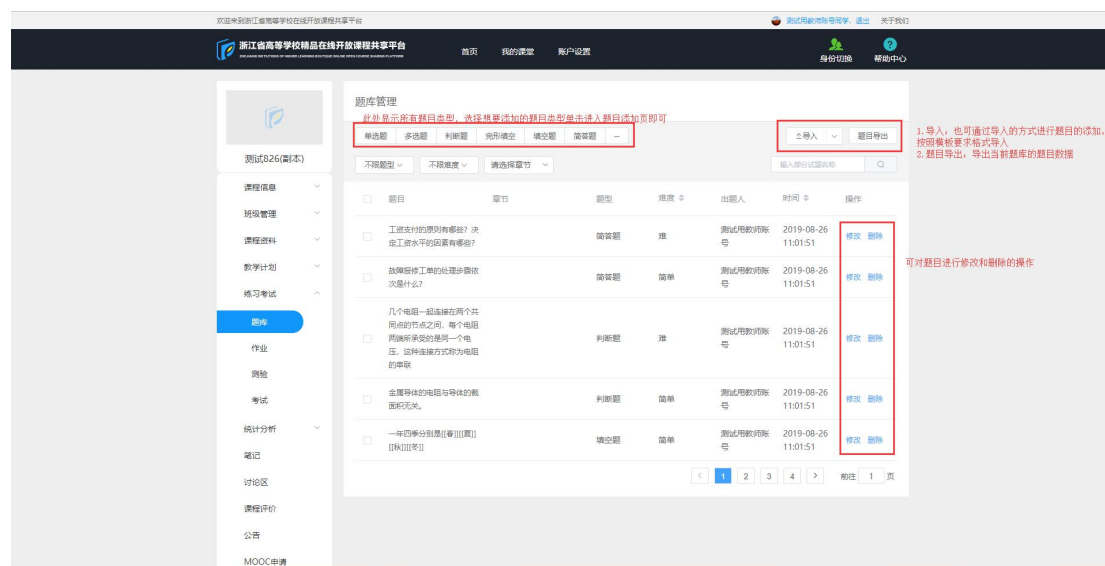 欢迎来到浙江省高等学校在线开放课程共享平台
测试用教师账号同学，退出 关于我们
浙江省高等学校精品在线开放课程共享平台
首页 我的课堂 账户设置
身份切换 帮助中心
测试826(副本)
课程信息
班级管理
课程资料
教学计划
练习考试
题库
作业
测验
考试
统计分析
笔记
讨论区
课程评价
公告
MOOC申请
题库管理
此处显示所有题目类型，选择想要添加的题目类型单击进入题目添加页即可
单选题 多选题 判断题 完形填空 填空题 简答题 ...
导入 题目导出
1.导入，也可通过导入的方式进行题目的添加，
按照模板要求格式导入
2.题目导出，导出当前题库的题目数据
不限题型 不限难度 请选择章节
输入部分试题名称
题目 章节 题型 难度 出题人 时间 操作
工资支付的原则有哪些？决
定工资水平的因素有哪些?
简答题 难 测试用教师账
号
2019-08-26
11:01:51
修改 删除
可对题目进行修改和删除的操作
故障报修工单的处理步骤依
次是什么？
简答题 简单 测试用教师账
号
2019-08-26
11:01:51
修改 删除
几个电阻一起连接在两个共
同点的节点之间，每个电阻
两端所承受的是同一个电
压，这种连接方式称为电阻
的串联
判断题 难 测试用教师账
号
2019-08-26
11:01:51
修改 删除
金属导体的电阻与导体的截
面积无关。
判断题 简单 测试用教师账
号
2019-08-26
11:01:51
修改 删除
一年四季分别是[[春]][[夏]]
[[秋]][[冬]]
填空题 简单 测试用教师账
号
2019-08-26
11:01:51
修改 删除
< 1 2 3 4 > 前往 1 页